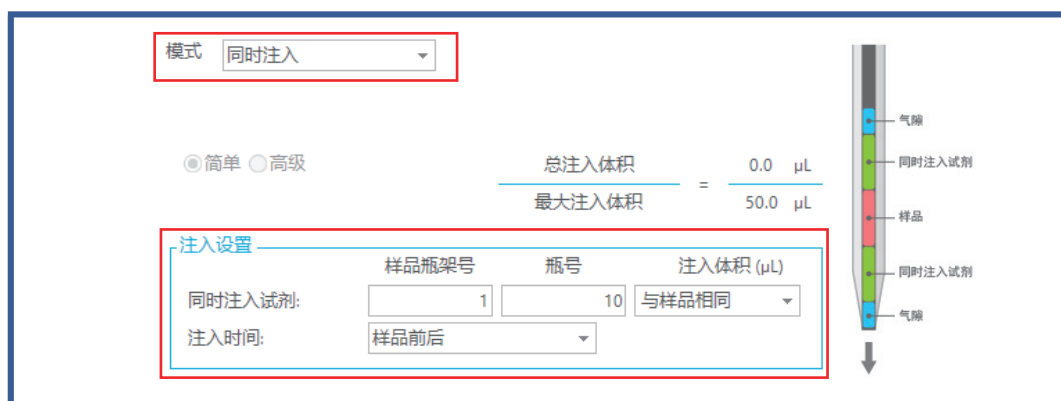 模式 同时注入
简单 高级
总注入体积 = 0.0 μL
最大注入体积 50.0 μL
注入设置
样品瓶架号 瓶号 注入体积 (μL)
同时注入试剂: 1 10 与样品相同
注入时间: 样品前后
气隙
同时注入试剂
样品
同时注入试剂
气隙